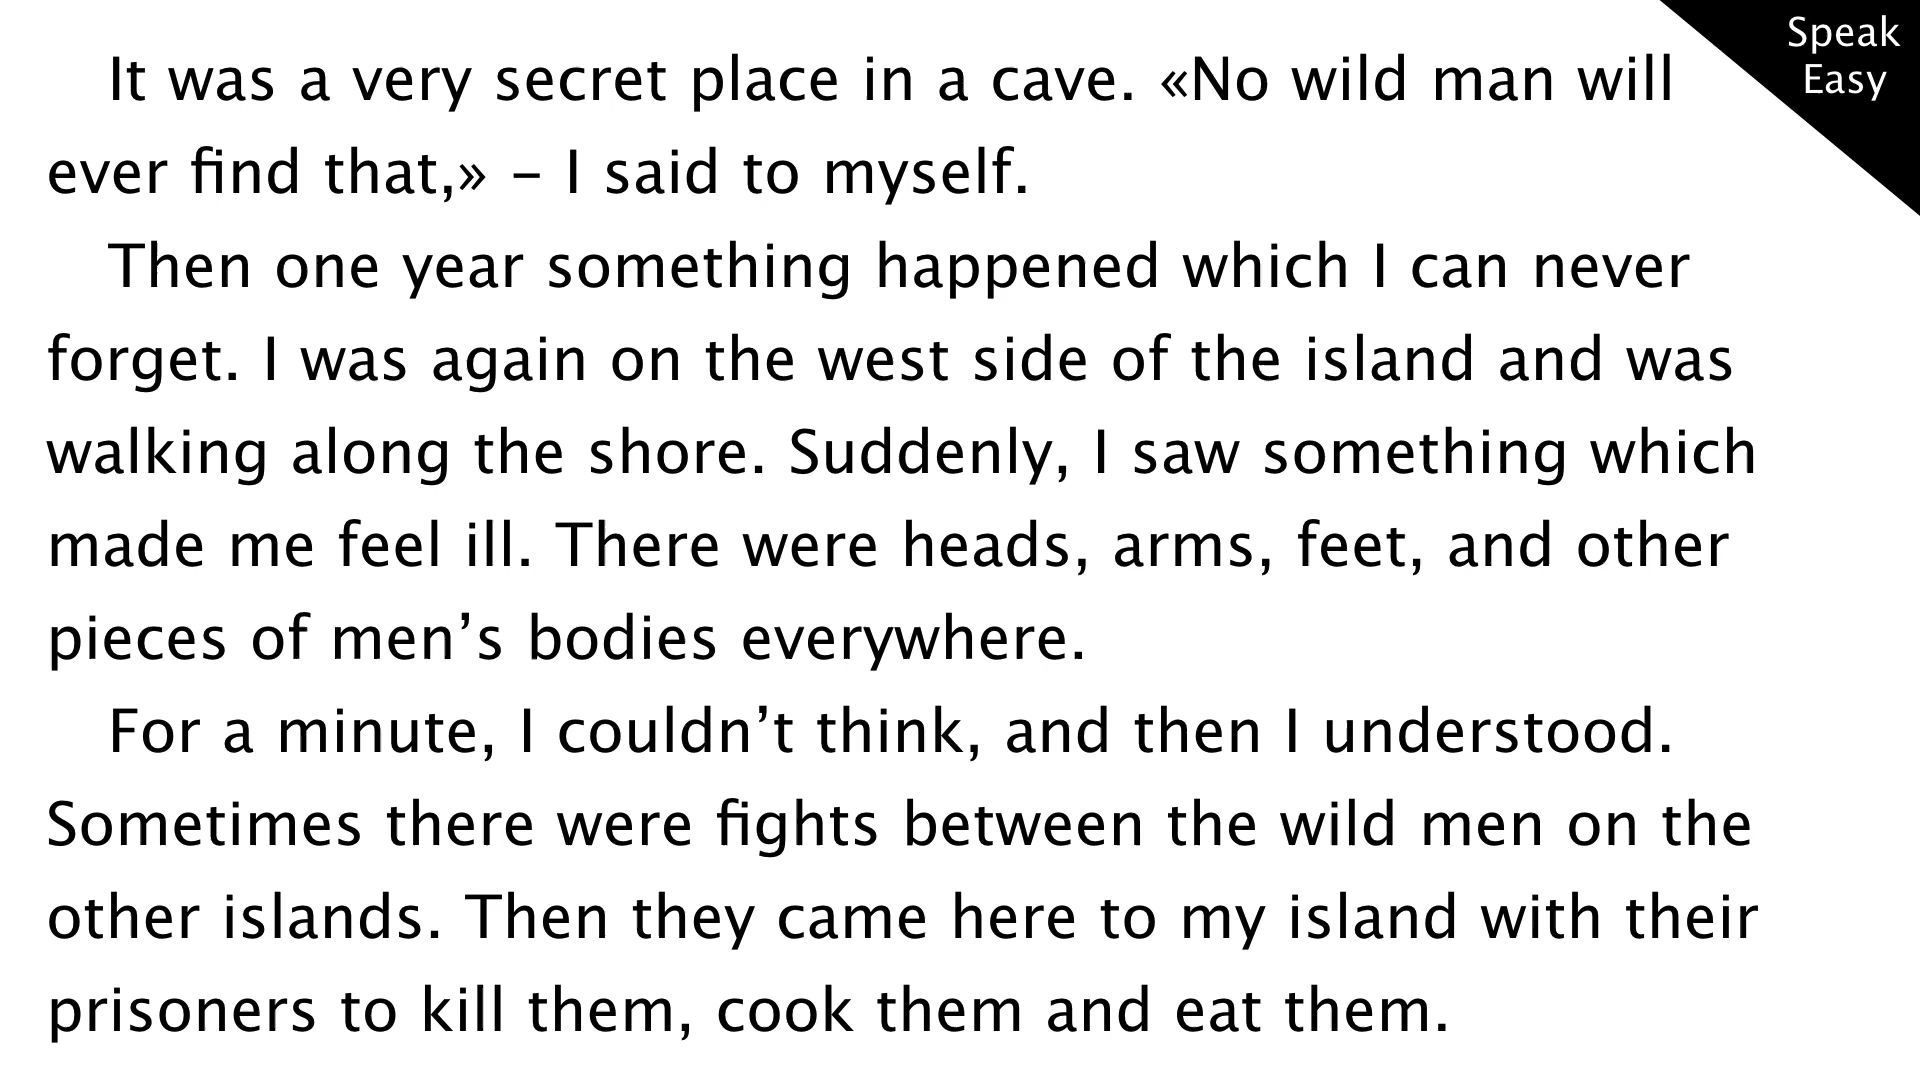 It was a very secret place in a cave. «No wild man will
ever find that,» – I said to myself.
Then one year something happened which I can never
forget. I was again on the west side of the island and was
walking along the shore. Suddenly, I saw something which
made me feel ill. There were heads, arms, feet, and other
pieces of men’s bodies everywhere.
For a minute, I couldn’t think, and then I understood.
Sometimes there were fights between the wild men on the
other islands. Then they came here to my island with their
prisoners to kill them, cook them and eat them.
Speak
Easy